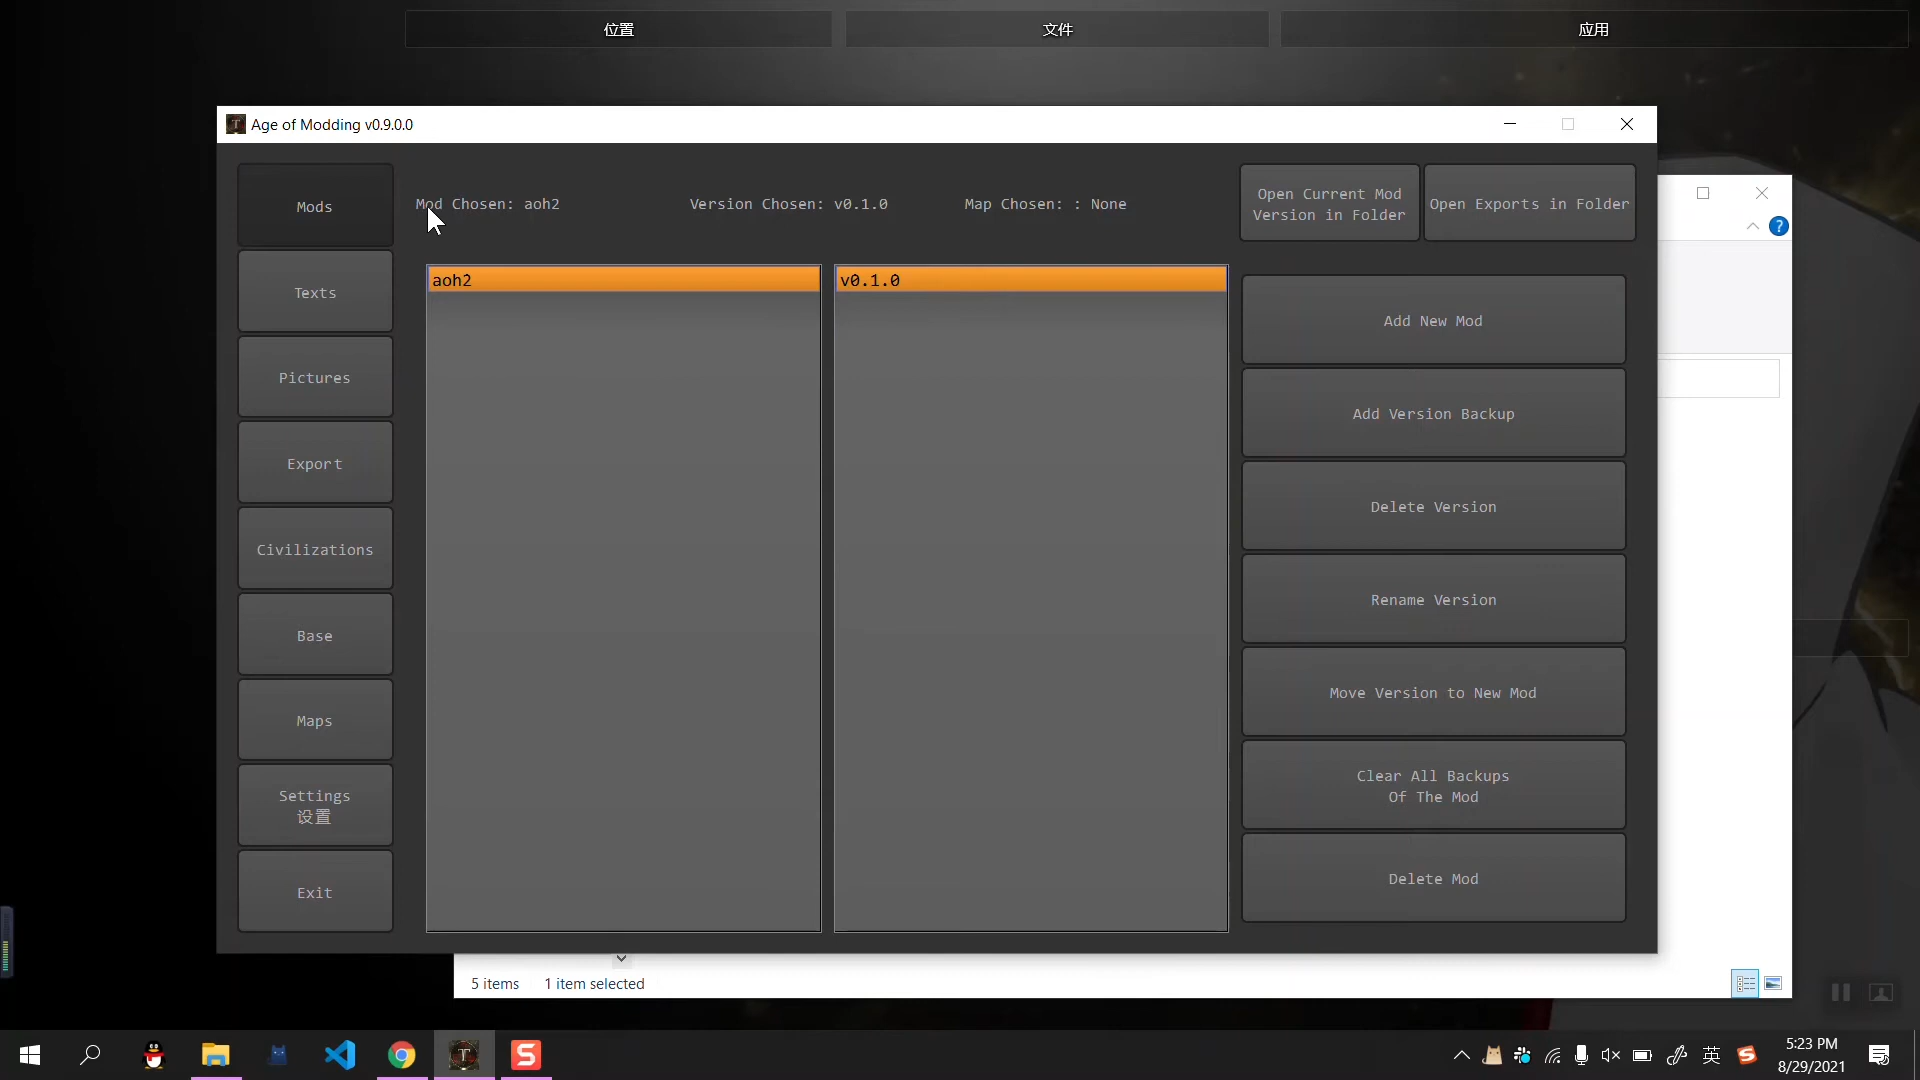 位置
文件
应用
Age of Modding v0.9.0.0
Mods
Mod Chosen: aoh2
Version Chosen: v0.1.0
Map Chosen: : None
Open Current Mod
Version in Folder
Open Exports in Folder
aoh2
v0.1.0
Texts
Pictures
Export
Civilizations
Base
Maps
Settings
设置
Exit
Add New Mod
Add Version Backup
Delete Version
Rename Version
Move Version to New Mod
Clear All Backups
Of The Mod
Delete Mod
5 items
1 item selected
英
5:23 PM
8/29/2021